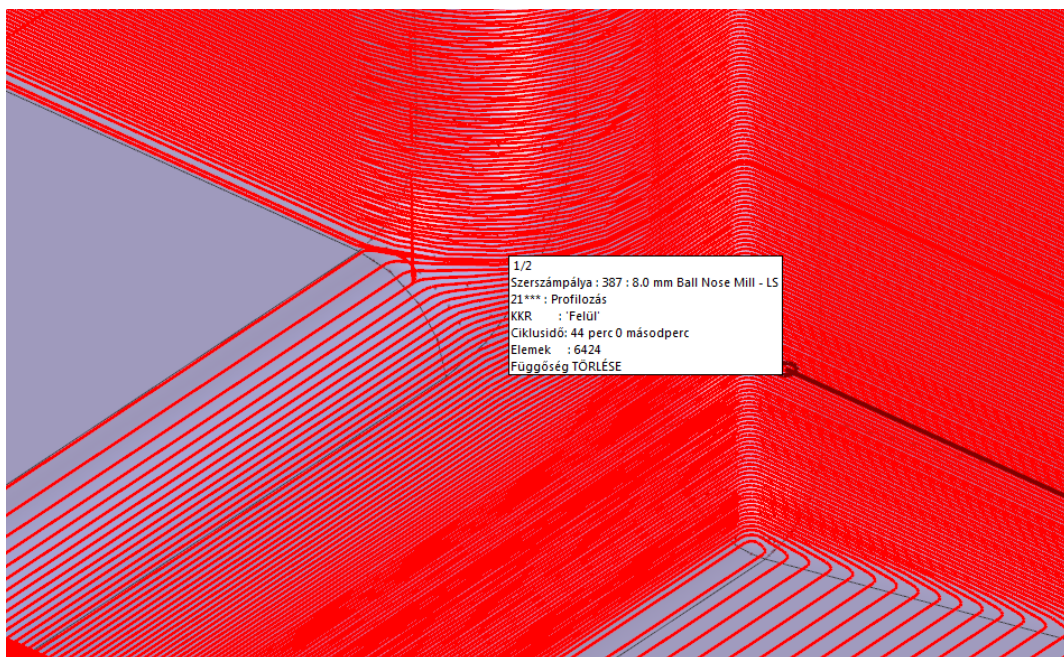 1/2
Szerszámpálya : 387 : 8.0 mm Ball Nose Mill - LS
21*** : Profilozás
KKR : 'Felül'
Ciklusidő: 44 perc 0 másodperc
Elemek : 6424
Függőség TÖRLÉSE